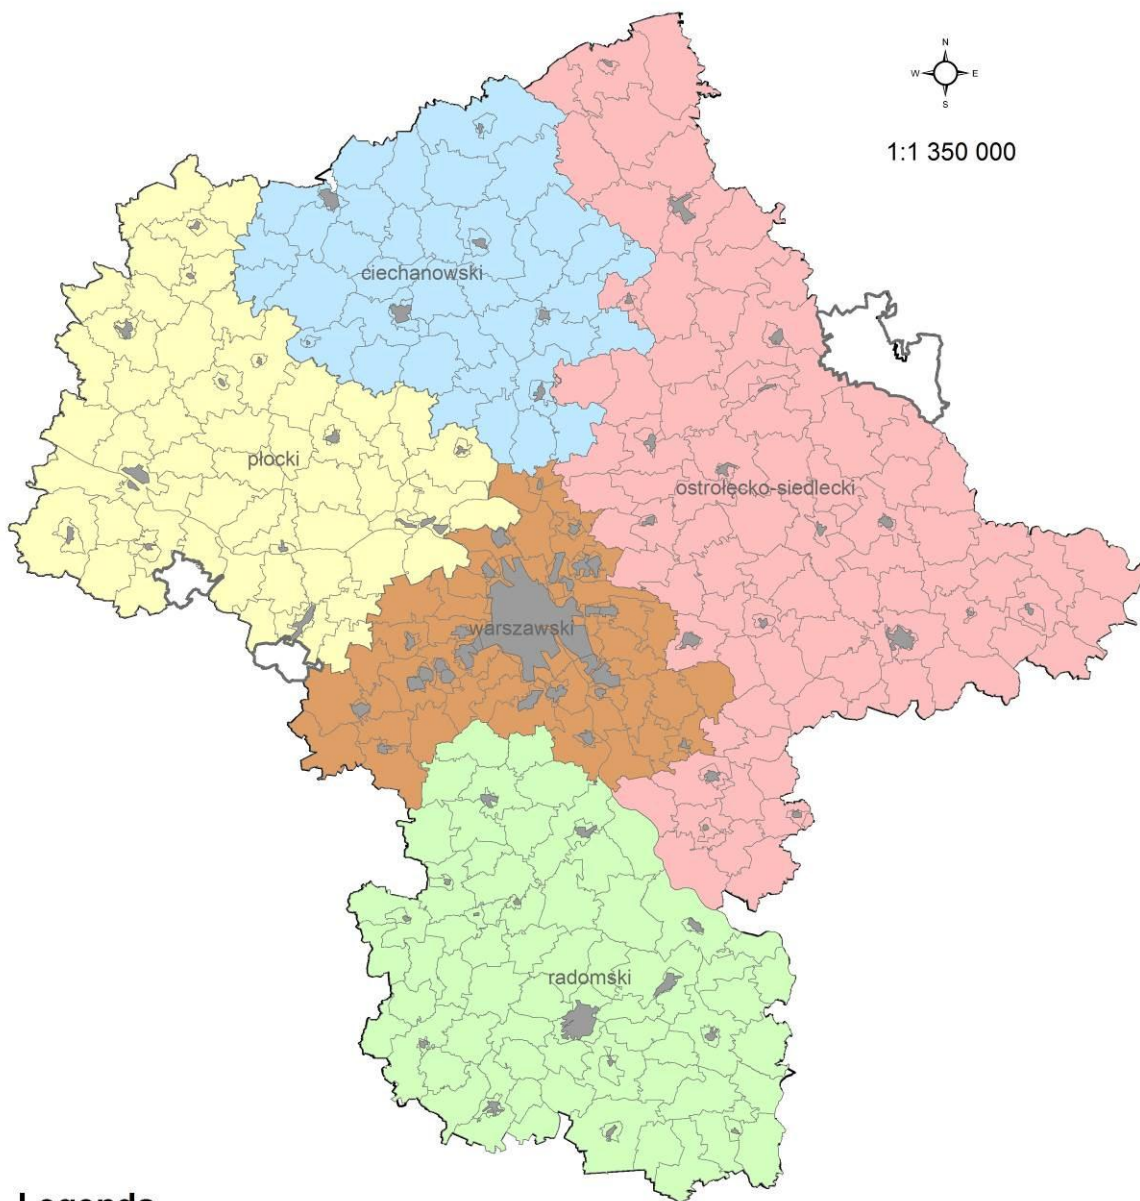 N
W E
S
1:1 350 000
ciechanowski
płocki
ostrołęcko-siedlecki
warszawski
radomski
Legenda